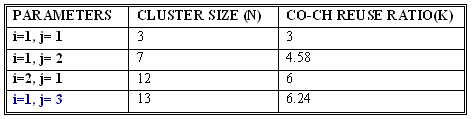 PARAMETERS CLUSTER SIZE (N) CO-CH REUSE RATIO(K)
i=1, j= 1 3 3
i=1, j= 2 7 4.58
i=2, j= 1 12 6
i=1, j= 3 13 6.24